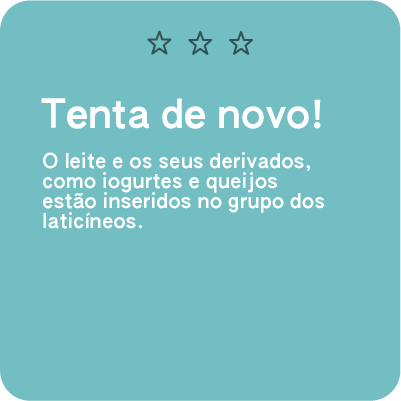 Tenta de novo!
O leite e os seus derivados,
como iogurtes e queijos
estão inseridos no grupo dos
laticíneos.